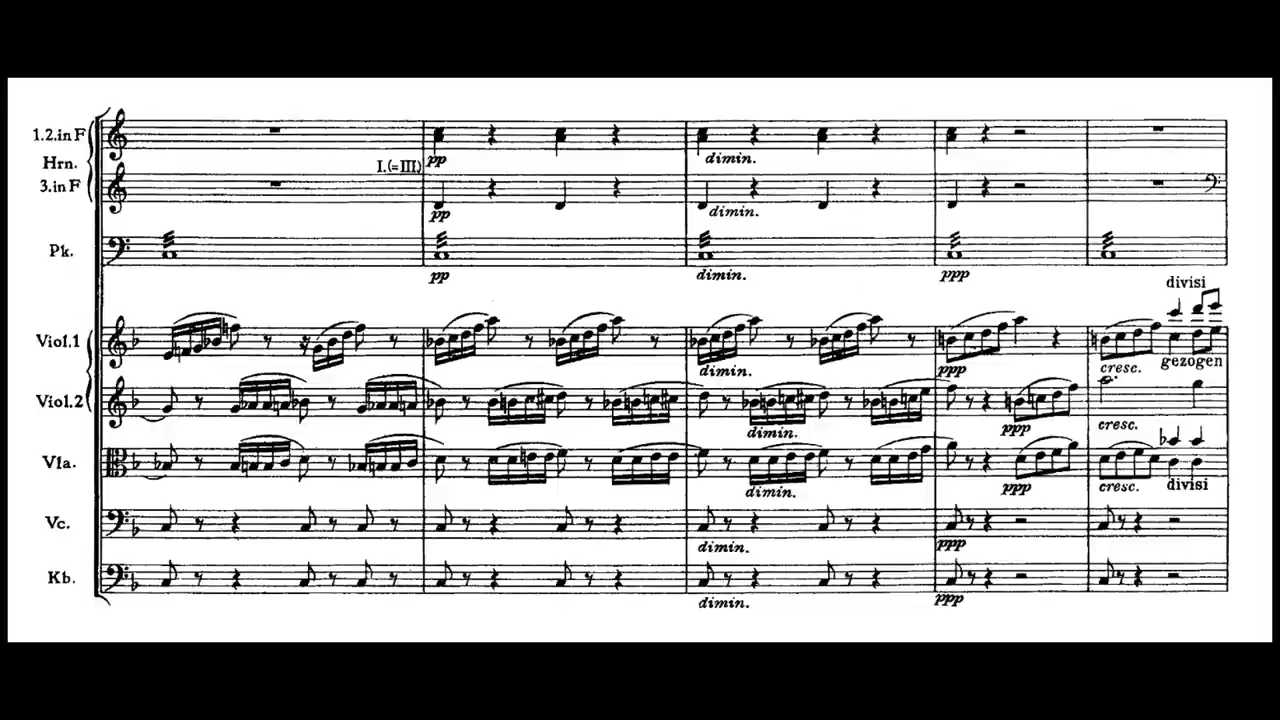 1.2.in F
Hrn.
I.(=III.)
3.in F
pp
dimin.
pp
dimin.
Pk.
pp
dimin.
ppp
divisi
Viol.1
dimin.
ppp
cresc.
gezogen
Viol.2
dimin.
ppp
cresc.
Vla.
dimin.
ppp
cresc.
divisi
Vc.
dimin.
ppp
Kb.
dimin.
ppp